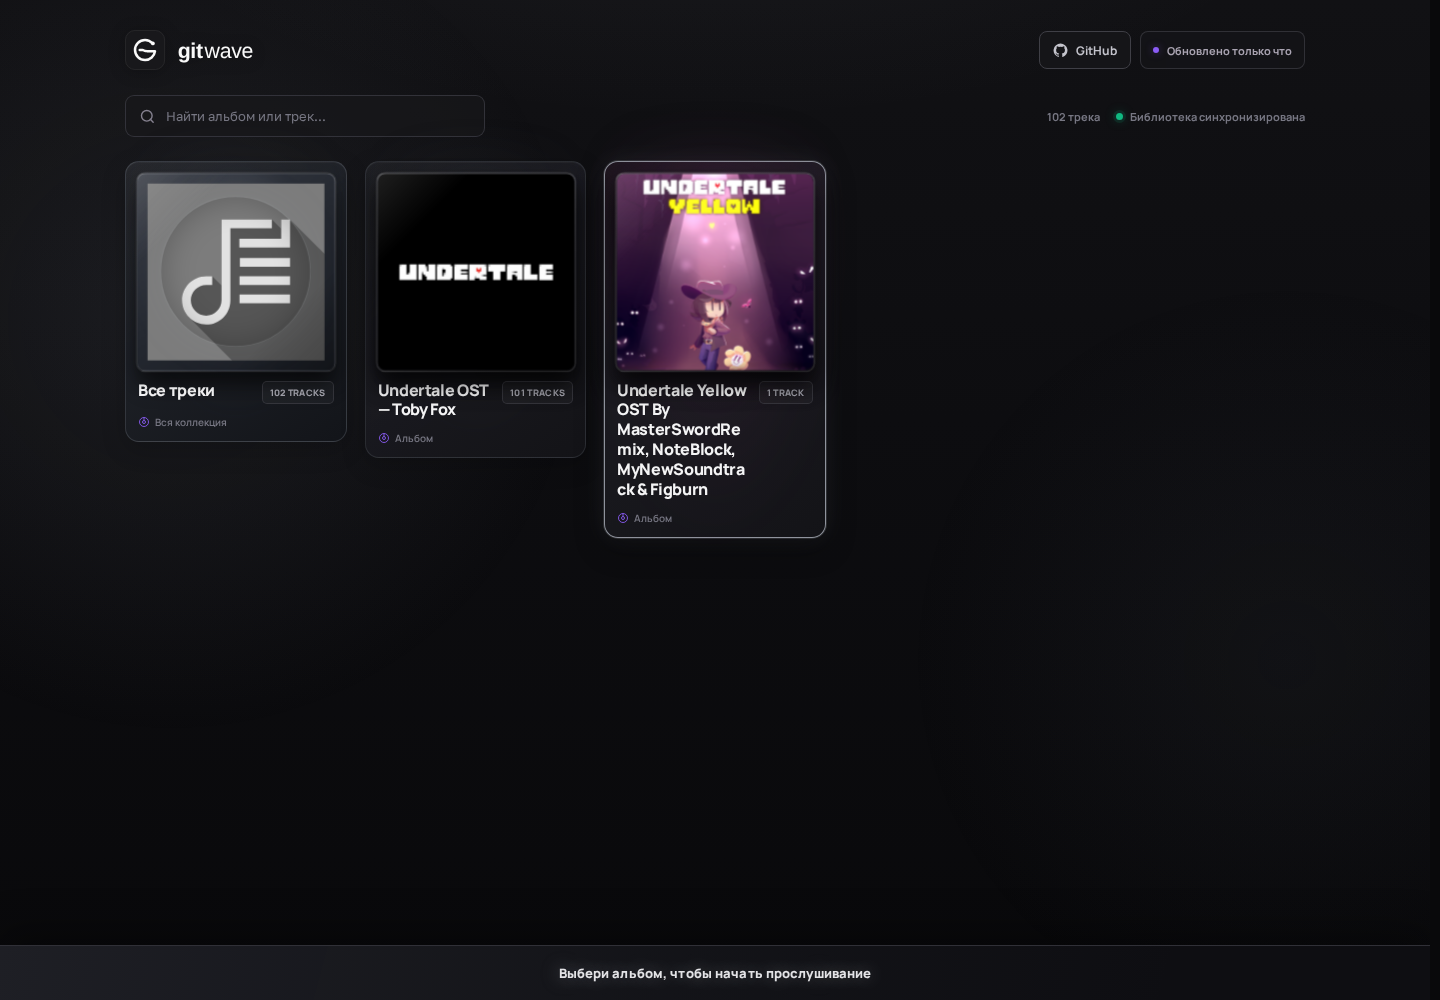 gitwave
GitHub
Обновлено только что
Найти альбом или трек...
102 трека
Библиотека синхронизирована
UNDERTALE
UNDERTALE
YELLOW
Все треки
102 TRACKS
Вся коллекция
Undertale OST
— Toby Fox
101 TRACKS
Альбом
Undertale Yellow
OST By
MasterSwordRe
mix, NoteBlock,
MyNewSoundtra
ck & Figburn
1 TRACK
Альбом
Выбери альбом, чтобы начать прослушивание